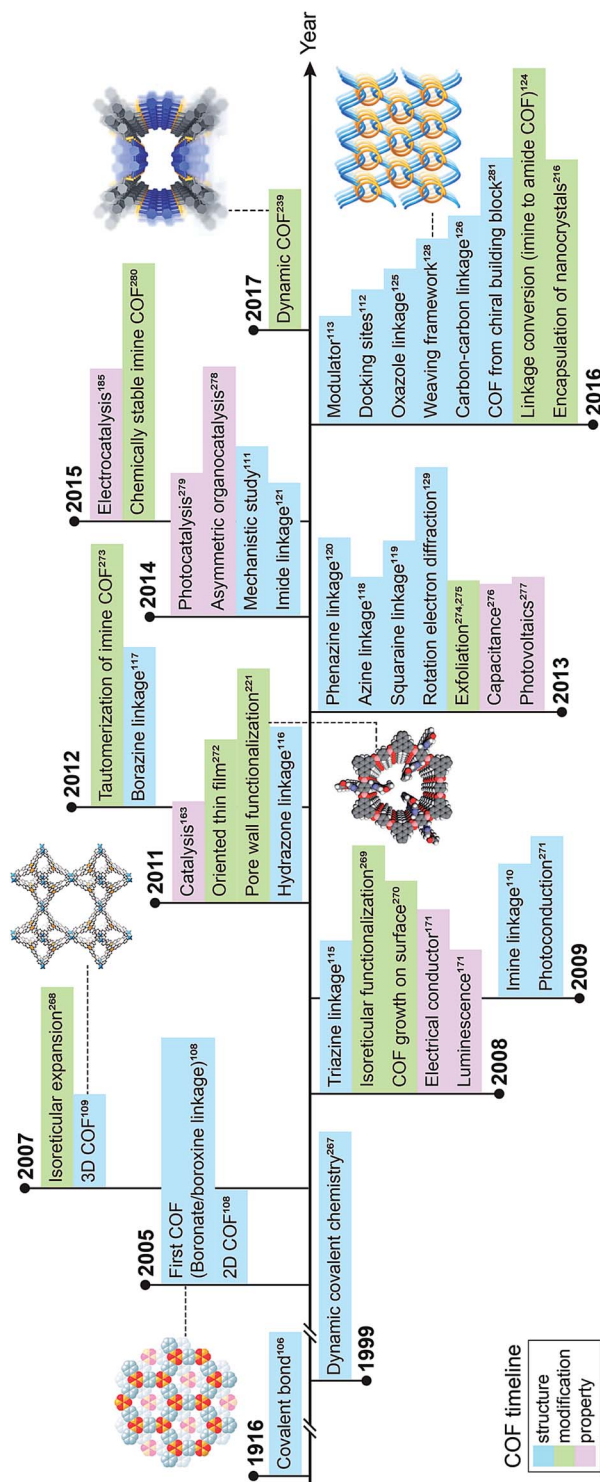 1916
Covalent bond¹⁰⁶
1999
Dynamic covalent chemistry²⁶⁷
2005
First COF
(Boronate/boroxine linkage)¹⁰⁸
2D COF¹⁰⁸
2007
Isoreticular expansion²⁶⁸
3D COF¹⁰⁹
2008
Triazine linkage¹¹⁵
Isoreticular functionalization²⁶⁹
COF growth on surface²⁷⁰
Electrical conductor¹⁷¹
Luminescence¹⁷¹
2009
Imine linkage¹¹⁰
Photoconduction²⁷¹
2011
Catalysis¹⁶³
Oriented thin film²⁷²
Pore wall functionalization²²¹
Hydrazone linkage¹¹⁶
2012
Tautomerization of imine COF²⁷³
Borazine linkage¹¹⁷
2013
Phenazine linkage¹²⁰
Azine linkage¹¹⁸
Squaraine linkage¹¹⁹
Rotation electron diffraction¹²⁹
Exfoliation²⁷⁴,²⁷⁵
Capacitance²⁷⁶
Photovoltaics²⁷⁷
2014
Photocatalysis²⁷⁹
Asymmetric organocatalysis²⁷⁸
Mechanistic study¹¹¹
Imide linkage¹²¹
2015
Electrocatalysis¹⁸⁵
Chemically stable imine COF²⁸⁰
2016
Modulator¹¹³
Docking sites¹¹²
Oxazole linkage¹²⁵
Weaving framework¹²⁸
Carbon-carbon linkage¹²⁶
COF from chiral building block²⁸¹
Linkage conversion (imine to amide COF)¹²⁴
Encapsulation of nanocrystals²¹⁶
2017
Dynamic COF²³⁹
Year
COF timeline
structure
modification
property